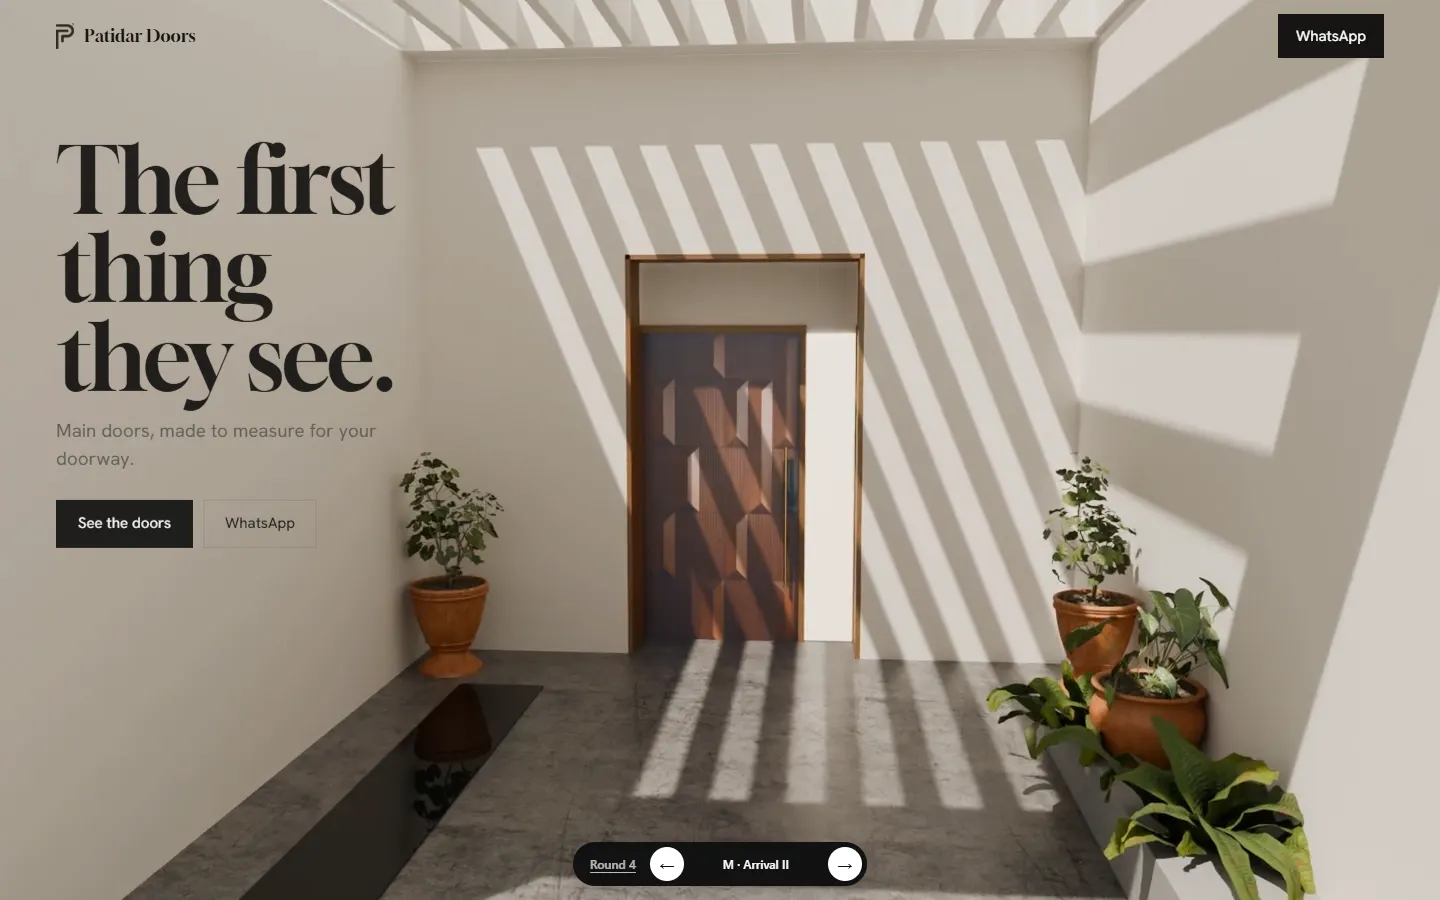 Patidar Doors
WhatsApp
The first
thing
they see.
Main doors, made to measure for your
doorway.
See the doors
WhatsApp
Round 4
←
M · Arrival II
→